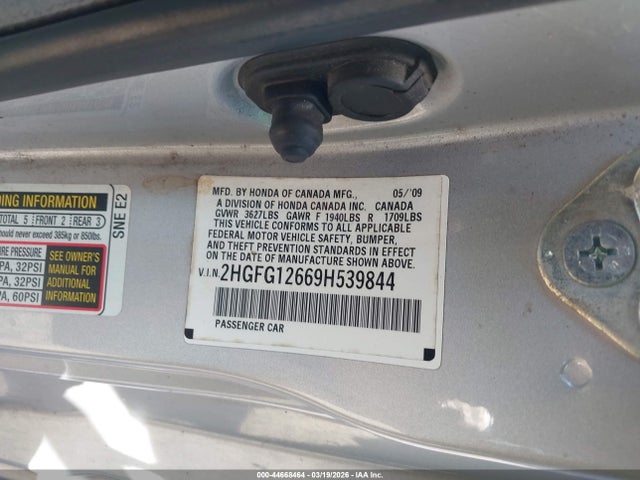 MFD. BY HONDA OF CANADA MFG., 05/'09
A DIVISION OF HONDA CANADA INC. CANADA
GVWR 3627LBS GAWR F 1940LBS R 1709LBS
THIS VEHICLE CONFORMS TO ALL APPLICABLE
FEDERAL MOTOR VEHICLE SAFETY, BUMPER,
AND THEFT PREVENTION STANDARDS IN EFFECT
ON THE DATE OF MANUFACTURE SHOWN ABOVE.
V.I.N. 2HGFG12669H539844
PASSENGER CAR
DING INFORMATION
TOTAL 5 FRONT 2 REAR 3
should never exceed 385kg or 850lbs.
E PRESSURE
PA, 32PSI
PA, 32PSI
PA, 60PSI
SEE OWNER'S
MANUAL FOR
ADDITIONAL
INFORMATION
SNE E2
000-44668464 | 03/19/2026 - IAA, Inc.